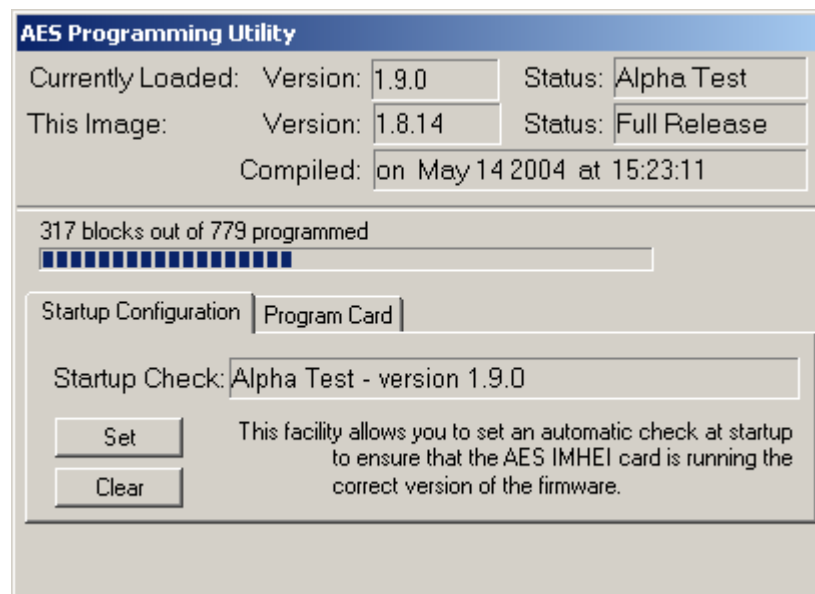 AES Programming Utility
Currently Loaded: Version: 1.9.0 Status: Alpha Test
This Image: Version: 1.8.14 Status: Full Release
Compiled: on May 14 2004 at 15:23:11
317 blocks out of 779 programmed
Startup Configuration Program Card
Startup Check: Alpha Test - version 1.9.0
Set
Clear
This facility allows you to set an automatic check at startup
to ensure that the AES IMHEI card is running the
correct version of the firmware.